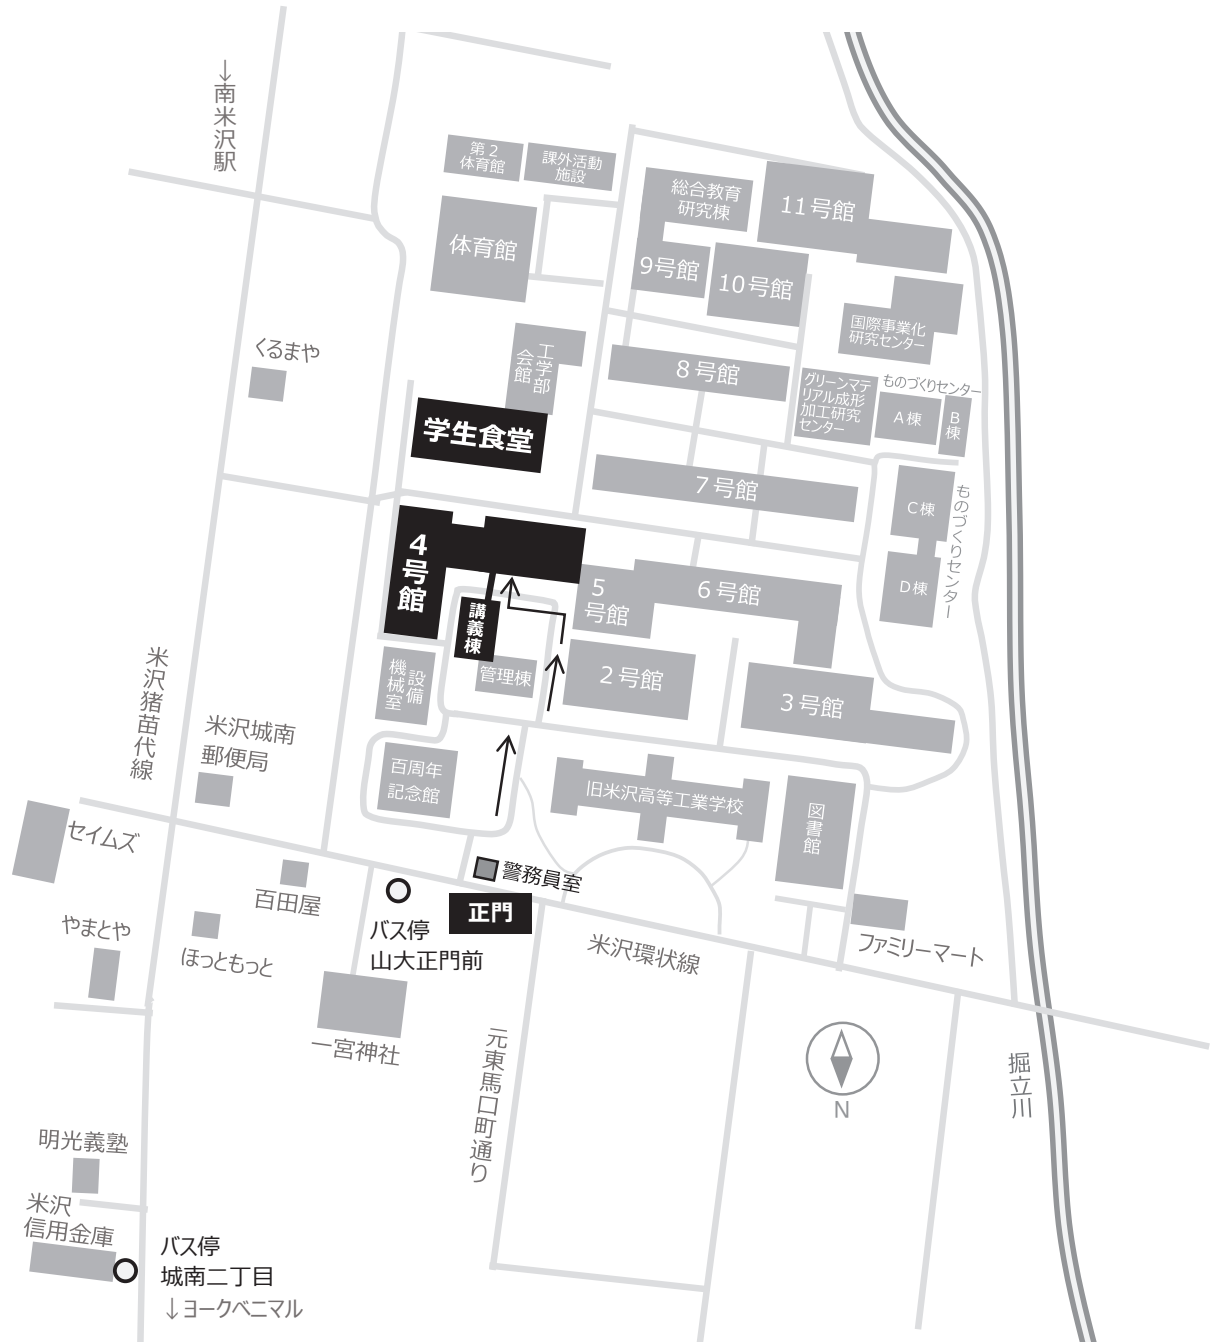 ↓南米沢駅
第２
体育館
課外活動
施設
総合教育
研究棟
11号館
体育館
9号館
10号館
国際事業化
研究センター
くるまや
工学部
会館
8号館
グリーンマテ
リアル成形
加工研究
センター
ものづくりセンター
A棟
B棟
学生食堂
7号館
C棟
ものづくりセンター
D棟
4号館
講義棟
5
号館
6号館
管理棟
2号館
3号館
設備
機械室
米沢猪苗代線
米沢城南
郵便局
百周年
記念館
旧米沢高等工業学校
図書館
セイムズ
警務員室
百田屋
正門
バス停
山大正門前
やまとや
ほっともっと
米沢環状線
ファミリーマート
一宮神社
元東馬口町通り
N
掘立川
明光義塾
米沢
信用金庫
バス停
城南二丁目
↓ヨークベニマル